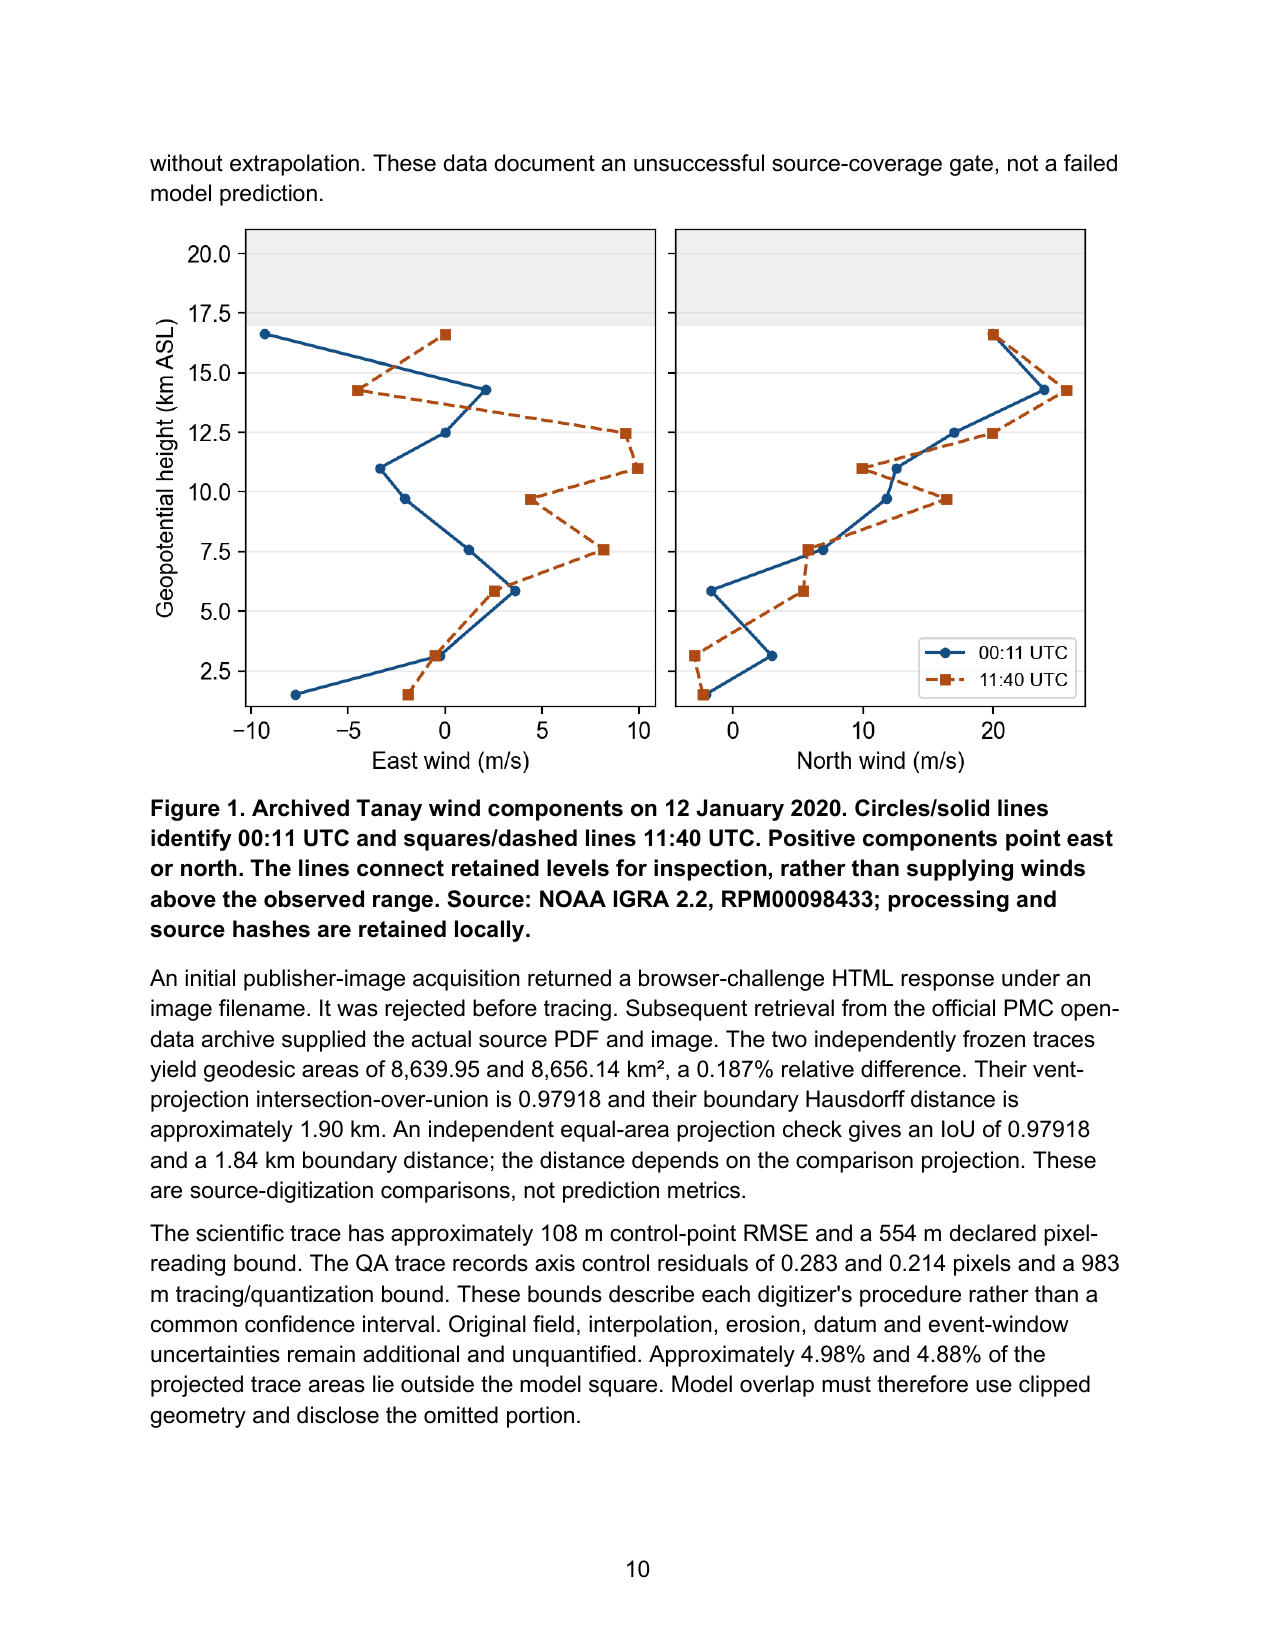 without extrapolation. These data document an unsuccessful source-coverage gate, not a failed
model prediction.
20.0
17.5
15.0
12.5
10.0
7.5
5.0
2.5
Geopotential height (km ASL)
−10 −5 0 5 10
East wind (m/s)
0 10 20
North wind (m/s)
00:11 UTC
11:40 UTC
Figure 1. Archived Tanay wind components on 12 January 2020. Circles/solid lines
identify 00:11 UTC and squares/dashed lines 11:40 UTC. Positive components point east
or north. The lines connect retained levels for inspection, rather than supplying winds
above the observed range. Source: NOAA IGRA 2.2, RPM00098433; processing and
source hashes are retained locally.
An initial publisher-image acquisition returned a browser-challenge HTML response under an
image filename. It was rejected before tracing. Subsequent retrieval from the official PMC open-
data archive supplied the actual source PDF and image. The two independently frozen traces
yield geodesic areas of 8,639.95 and 8,656.14 km², a 0.187% relative difference. Their vent-
projection intersection-over-union is 0.97918 and their boundary Hausdorff distance is
approximately 1.90 km. An independent equal-area projection check gives an IoU of 0.97918
and a 1.84 km boundary distance; the distance depends on the comparison projection. These
are source-digitization comparisons, not prediction metrics.
The scientific trace has approximately 108 m control-point RMSE and a 554 m declared pixel-
reading bound. The QA trace records axis control residuals of 0.283 and 0.214 pixels and a 983
m tracing/quantization bound. These bounds describe each digitizer's procedure rather than a
common confidence interval. Original field, interpolation, erosion, datum and event-window
uncertainties remain additional and unquantified. Approximately 4.98% and 4.88% of the
projected trace areas lie outside the model square. Model overlap must therefore use clipped
geometry and disclose the omitted portion.
10